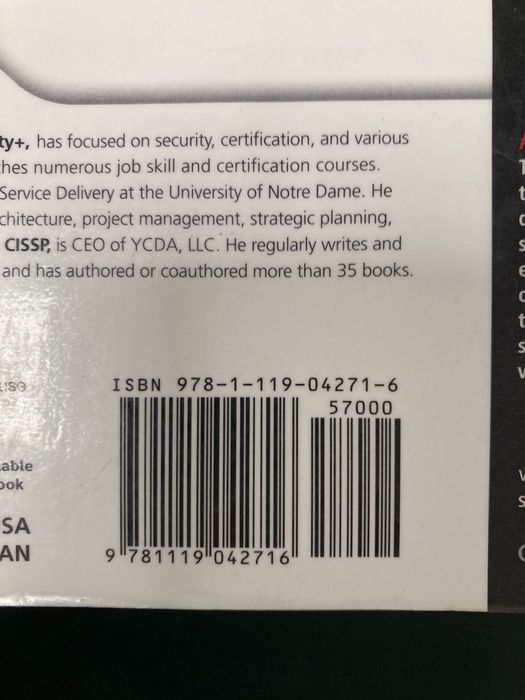 ty+, has focused on security, certification, and various
hes numerous job skill and certification courses.
Service Delivery at the University of Notre Dame. He
chitecture, project management, strategic planning,
CISSP, is CEO of YCDA, LLC. He regularly writes and
and has authored or coauthored more than 35 books.
ISBN 978-1-119-04271-6
57000
able
ook
SA
AN
9 781119 042716